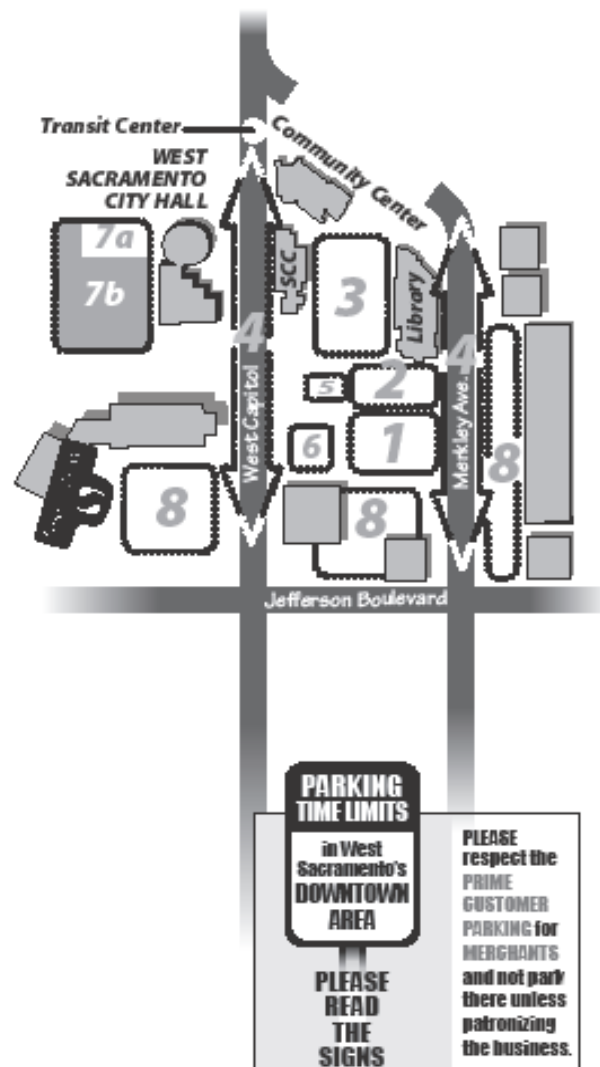 Transit Center
Community Center
WEST
SACRAMENTO
CITY HALL
7a
7b
SCC
3
Library
4
4
West Capitol
Merkley Ave.
5
2
6
1
8
8
8
Jefferson Boulevard
PARKING
TIME LIMITS
in West
Sacramento's
DOWNTOWN
AREA
PLEASE
READ
THE
SIGNS
PLEASE
respect the
PRIME
CUSTOMER
PARKING for
MERCHANTS
and not park
there unless
patronizing
the business.